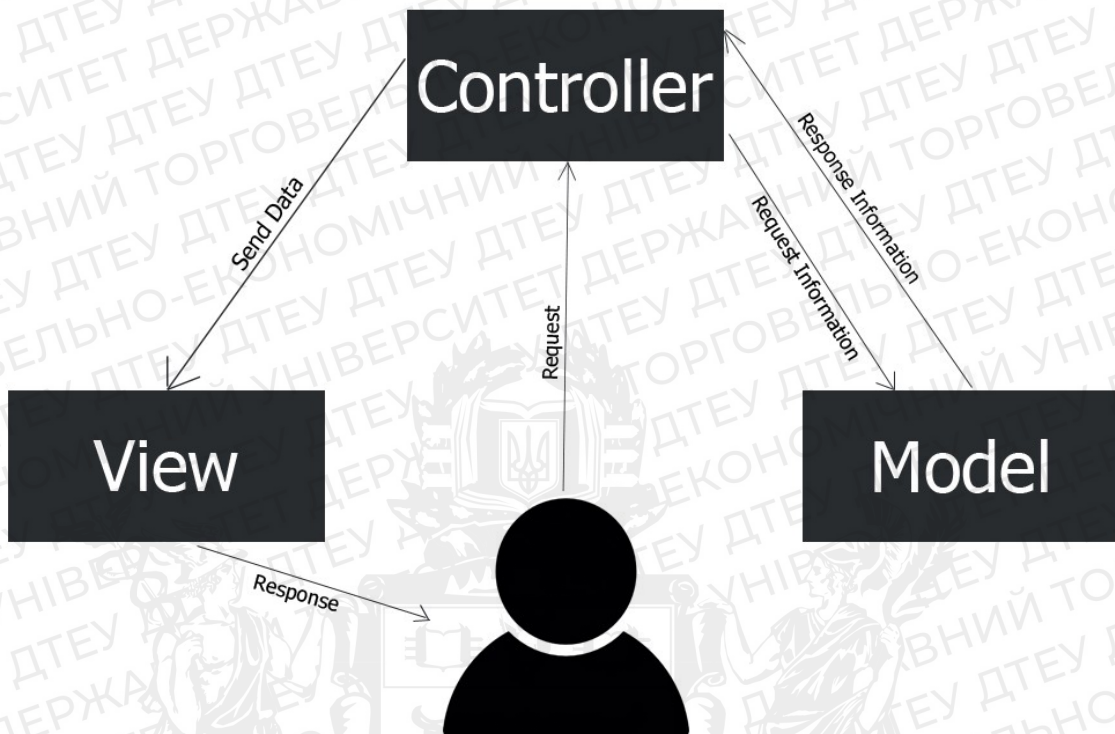 Controller
Send Data
Request
Request Information
Response Information
View
Model
Response